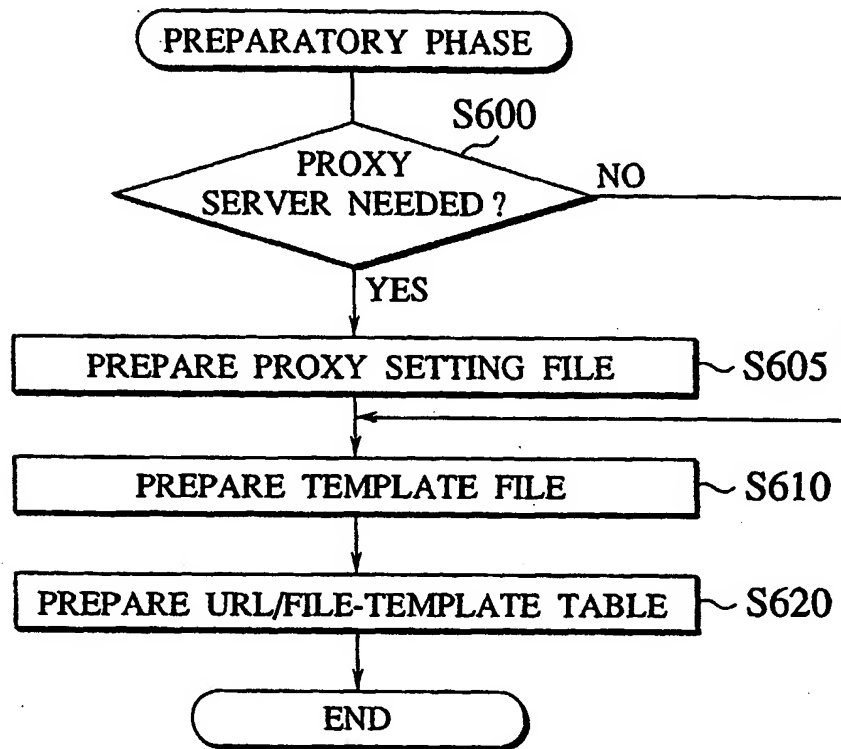 PREPARATORY PHASE
S600
PROXY
SERVER NEEDED ?
NO
YES
PREPARE PROXY SETTING FILE
S605
PREPARE TEMPLATE FILE
S610
PREPARE URL/FILE-TEMPLATE TABLE
S620
END